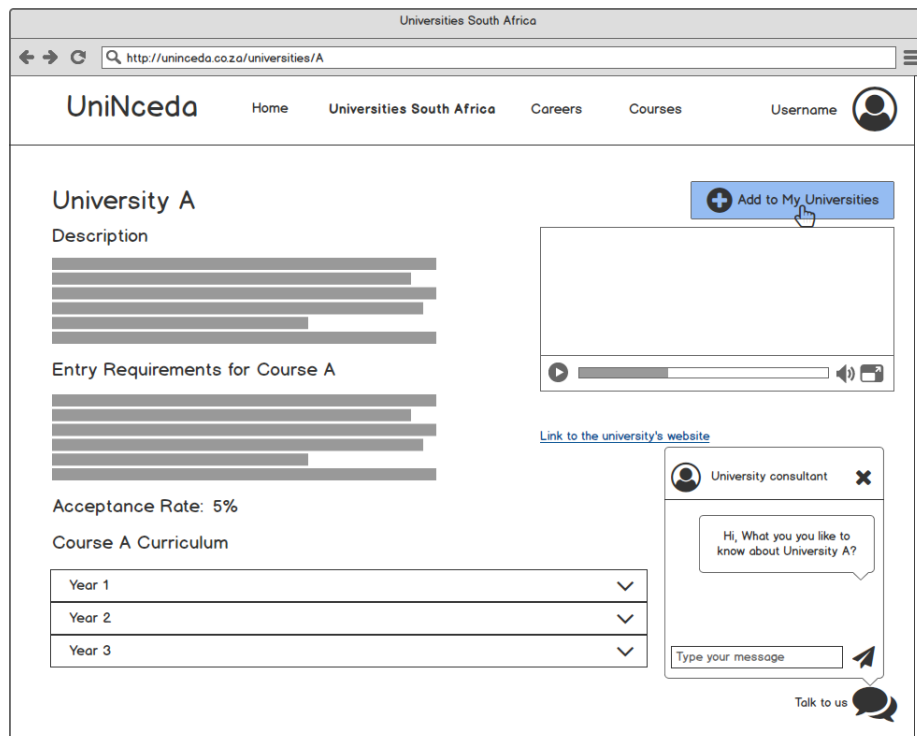 Universities South Africa
http://uninceda.co.za/universities/A
UniNceda
Home
Universities South Africa
Careers
Courses
Username
University A
Add to My Universities
Description
Entry Requirements for Course A
Link to the university's website
University consultant
Hi, What you you like to
know about University A?
Acceptance Rate: 5%
Course A Curriculum
Year 1
Year 2
Year 3
Type your message
Talk to us